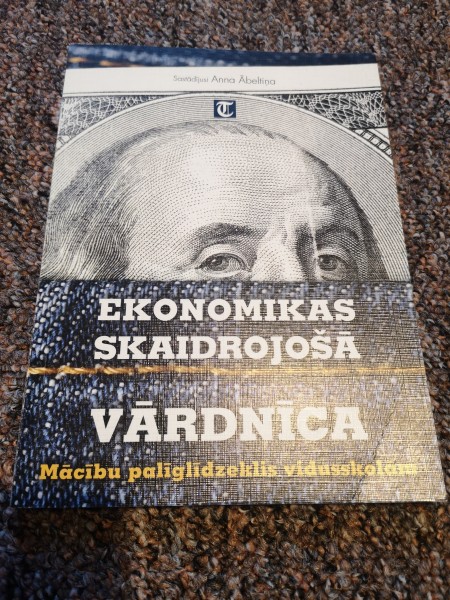 Sastādījusi Anna Ābeltiņa
T
EKONOMIKAS
SKAIDROJOŠĀ
VĀRDNĪCA
Mācību palīglīdzeklis vidusskolām